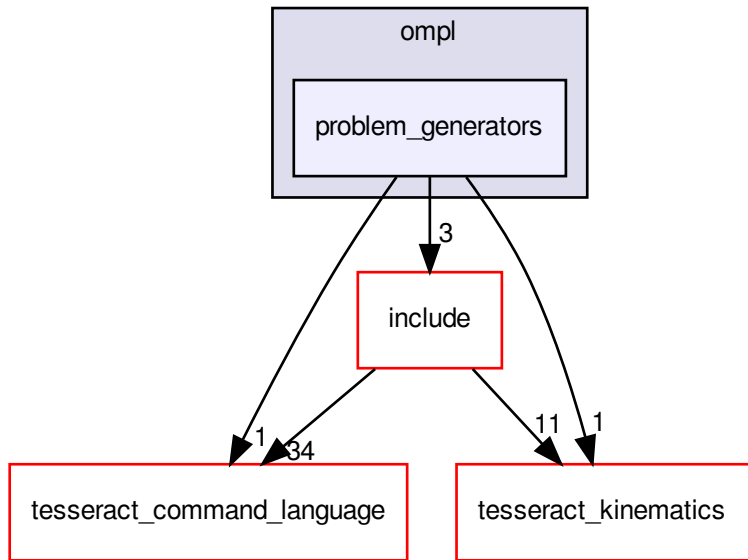 ompl
problem_generators
3
include
1
34
11
1
tesseract_command_language
tesseract_kinematics